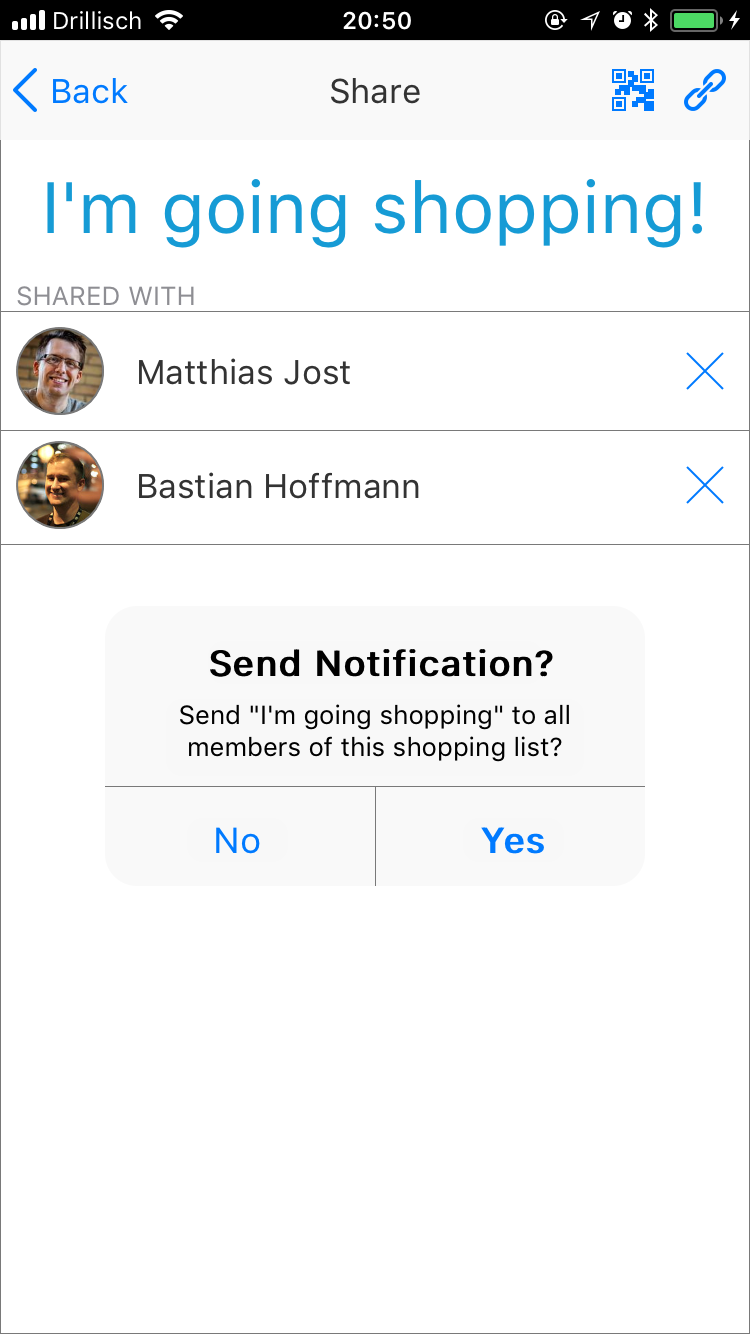 Drillisch 20:50
Back Share
I'm going shopping!
SHARED WITH
Matthias Jost
Bastian Hoffmann
Send Notification?
Send "I'm going shopping" to all
members of this shopping list?
No Yes